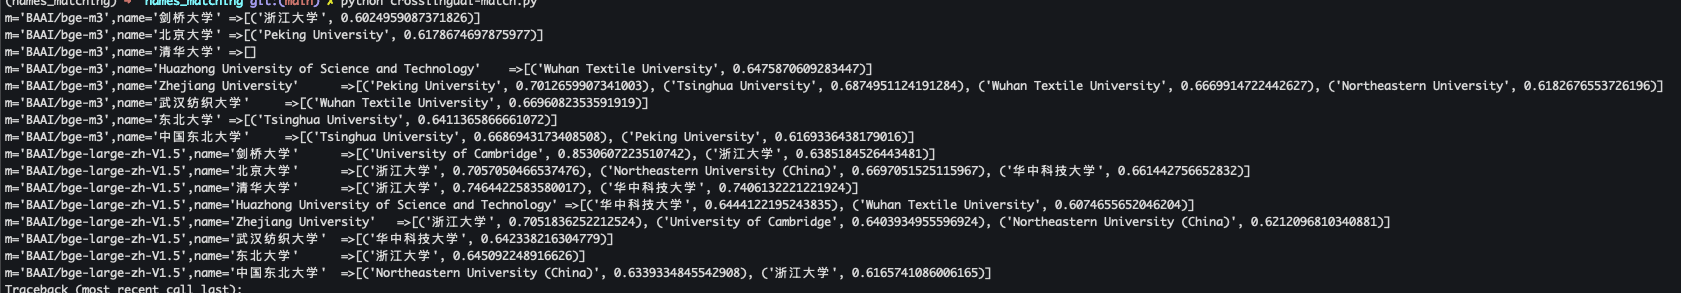 (names_matching) → names_matching git:(main) ✗ python crosslingual-match.py
m='BAAI/bge-m3',name='剑桥大学' =>[('浙江大学', 0.6024959087371826)]
m='BAAI/bge-m3',name='北京大学' =>[('Peking University', 0.6178674697875977)]
m='BAAI/bge-m3',name='清华大学' =>[]
m='BAAI/bge-m3',name='Huazhong University of Science and Technology' =>[('Wuhan Textile University', 0.6475870609283447)]
m='BAAI/bge-m3',name='Zhejiang University' =>[('Peking University', 0.7012659907341003), ('Tsinghua University', 0.6874951124191284), ('Wuhan Textile University', 0.6669914722442627), ('Northeastern University', 0.6182676553726196)]
m='BAAI/bge-m3',name='武汉纺织大学' =>[('Wuhan Textile University', 0.6696082353591919)]
m='BAAI/bge-m3',name='东北大学' =>[('Tsinghua University', 0.6411365866661072)]
m='BAAI/bge-m3',name='中国东北大学' =>[('Tsinghua University', 0.6686943173408508), ('Peking University', 0.6169336438179016)]
m='BAAI/bge-large-zh-V1.5',name='剑桥大学' =>[('University of Cambridge', 0.8530607223510742), ('浙江大学', 0.6385184526443481)]
m='BAAI/bge-large-zh-V1.5',name='北京大学' =>[('浙江大学', 0.7057050466537476), ('Northeastern University (China)', 0.6697051525115967), ('华中科技大学', 0.661442756652832)]
m='BAAI/bge-large-zh-V1.5',name='清华大学' =>[('浙江大学', 0.7464422583580017), ('华中科技大学', 0.7406132221221924)]
m='BAAI/bge-large-zh-V1.5',name='Huazhong University of Science and Technology' =>[('华中科技大学', 0.6444122195243835), ('Wuhan Textile University', 0.6074655652046204)]
m='BAAI/bge-large-zh-V1.5',name='Zhejiang University' =>[('浙江大学', 0.7051836252212524), ('University of Cambridge', 0.6403934955596924), ('Northeastern University (China)', 0.6212096810340881)]
m='BAAI/bge-large-zh-V1.5',name='武汉纺织大学' =>[('华中科技大学', 0.642338216304779)]
m='BAAI/bge-large-zh-V1.5',name='东北大学' =>[('浙江大学', 0.645092248916626)]
m='BAAI/bge-large-zh-V1.5',name='中国东北大学' =>[('Northeastern University (China)', 0.6339334845542908), ('浙江大学', 0.6165741086006165)]
Traceback (most recent call last):